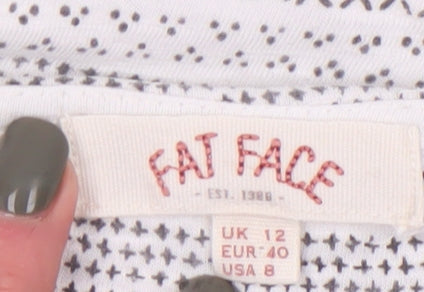 FAT FACE
- EST. 1988 -
UK 12
EUR 40
USA 8